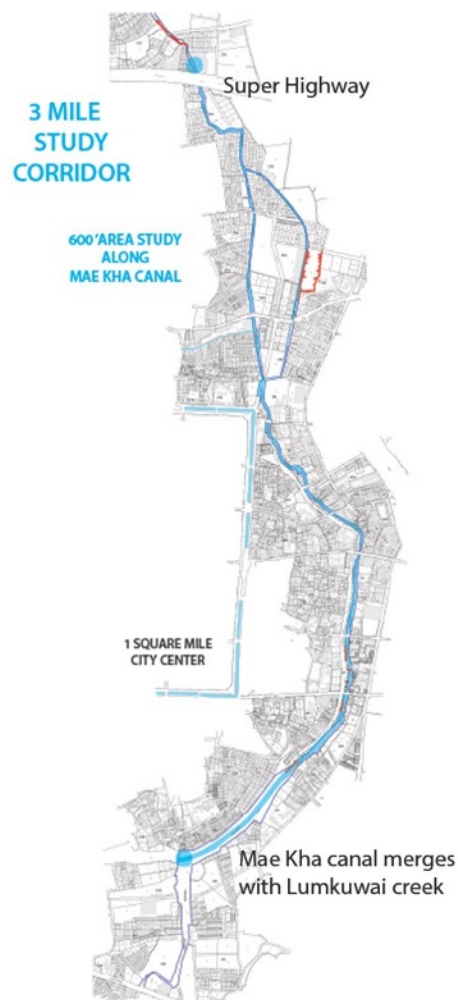 Super Highway
3 MILE
STUDY
CORRIDOR
600'AREA STUDY
ALONG
MAE KHA CANAL
1 SQUARE MILE
CITY CENTER
Mae Kha canal merges
with Lumkuwai creek